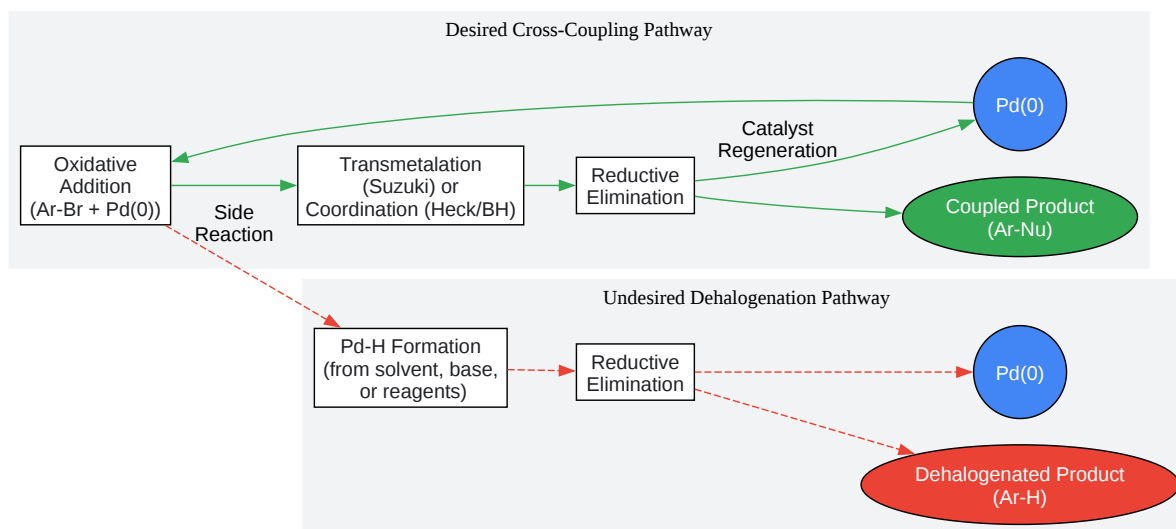 Desired Cross-Coupling Pathway
Pd(0)
Catalyst
Regeneration
Oxidative
Addition
(Ar-Br + Pd(0))
Transmetalation
(Suzuki) or
Coordination (Heck/BH)
Reductive
Elimination
Coupled Product
(Ar-Nu)
Side
Reaction
Undesired Dehalogenation Pathway
Pd-H Formation
(from solvent, base,
or reagents)
Reductive
Elimination
Pd(0)
Dehalogenated Product
(Ar-H)